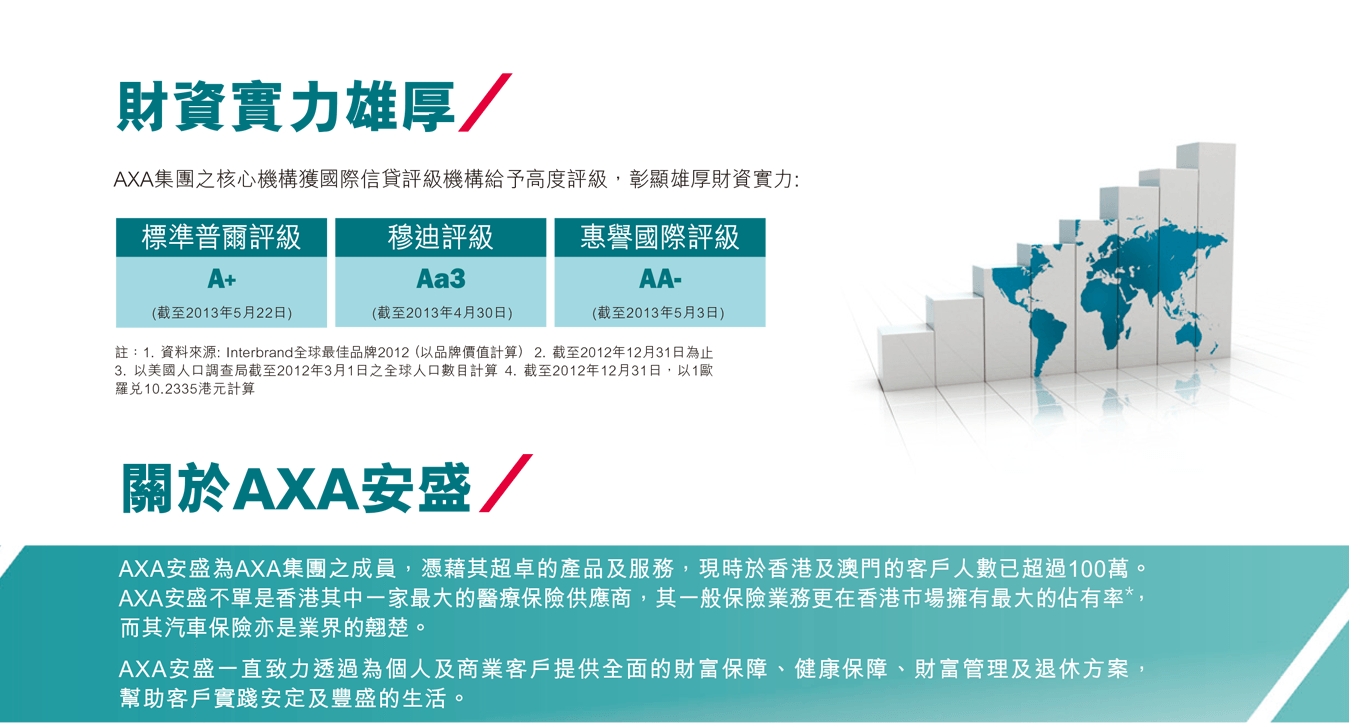 財資實力雄厚
AXA集團之核心機構獲國際信貸評級機構給予高度評級，彰顯雄厚財資實力:
標準普爾評級
A+
(截至2013年5月22日)
穆迪評級
Aa3
(截至2013年4月30日)
惠譽國際評級
AA-
(截至2013年5月3日)
註：1. 資料來源: Interbrand全球最佳品牌2012 (以品牌價值計算) 2. 截至2012年12月31日為止
3. 以美國人口調查局截至2012年3月1日之全球人口數目計算 4. 截至2012年12月31日，以1歐
羅兑10.2335港元計算
關於AXA安盛
AXA安盛為AXA集團之成員，憑藉其超卓的產品及服務，現時於香港及澳門的客戶人數已超過100萬。
AXA安盛不單是香港其中一家最大的醫療保險供應商，其一般保險業務更在香港市場擁有最大的佔有率*，
而其汽車保險亦是業界的翹楚。
AXA安盛一直致力透過為個人及商業客戶提供全面的財富保障、健康保障、財富管理及退休方案，
幫助客戶實踐安定及豐盛的生活。